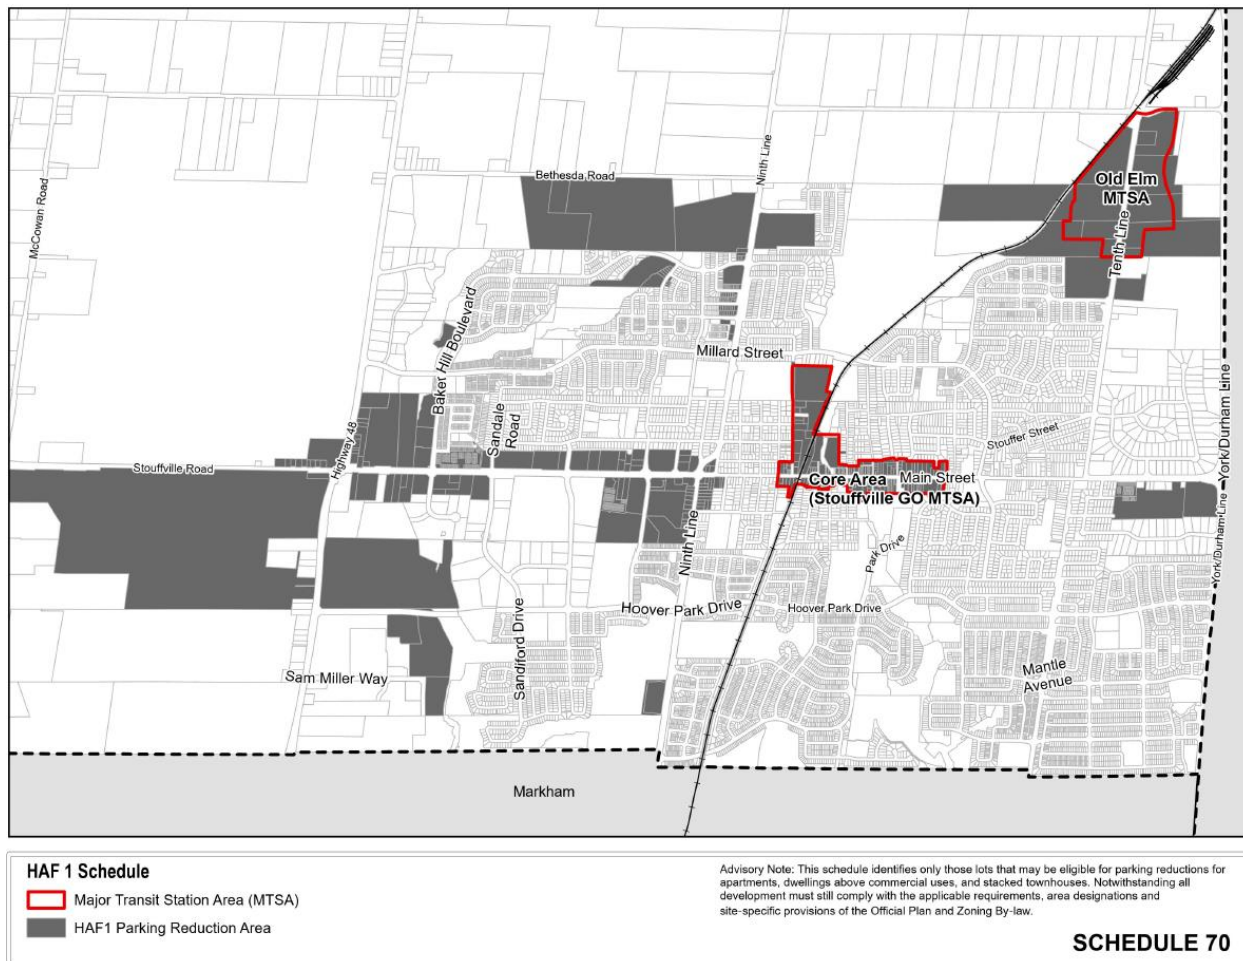 McCowan Road
Bethesda Road
Ninth Line
Old Elm
MTSA
Tenth Line
Baker Hill Boulevard
Millard Street
Sandale
Road
Highway 48
Stouffer Street
York/Durham Line
Stouffville Road
Core Area
Main Street
(Stouffville GO MTSA)
York/Durham Line
Ninth Line
Park Drive
Hoover Park Drive
Hoover Park Drive
Sandiford Drive
Sam Miller Way
Mantle
Avenue
Markham
HAF 1 Schedule
Major Transit Station Area (MTSA)
HAF1 Parking Reduction Area
Advisory Note: This schedule identifies only those lots that may be eligible for parking reductions for
apartments, dwellings above commercial uses, and stacked townhouses. Notwithstanding all
development must still comply with the applicable requirements, area designations and
site-specific provisions of the Official Plan and Zoning By-law.
SCHEDULE 70